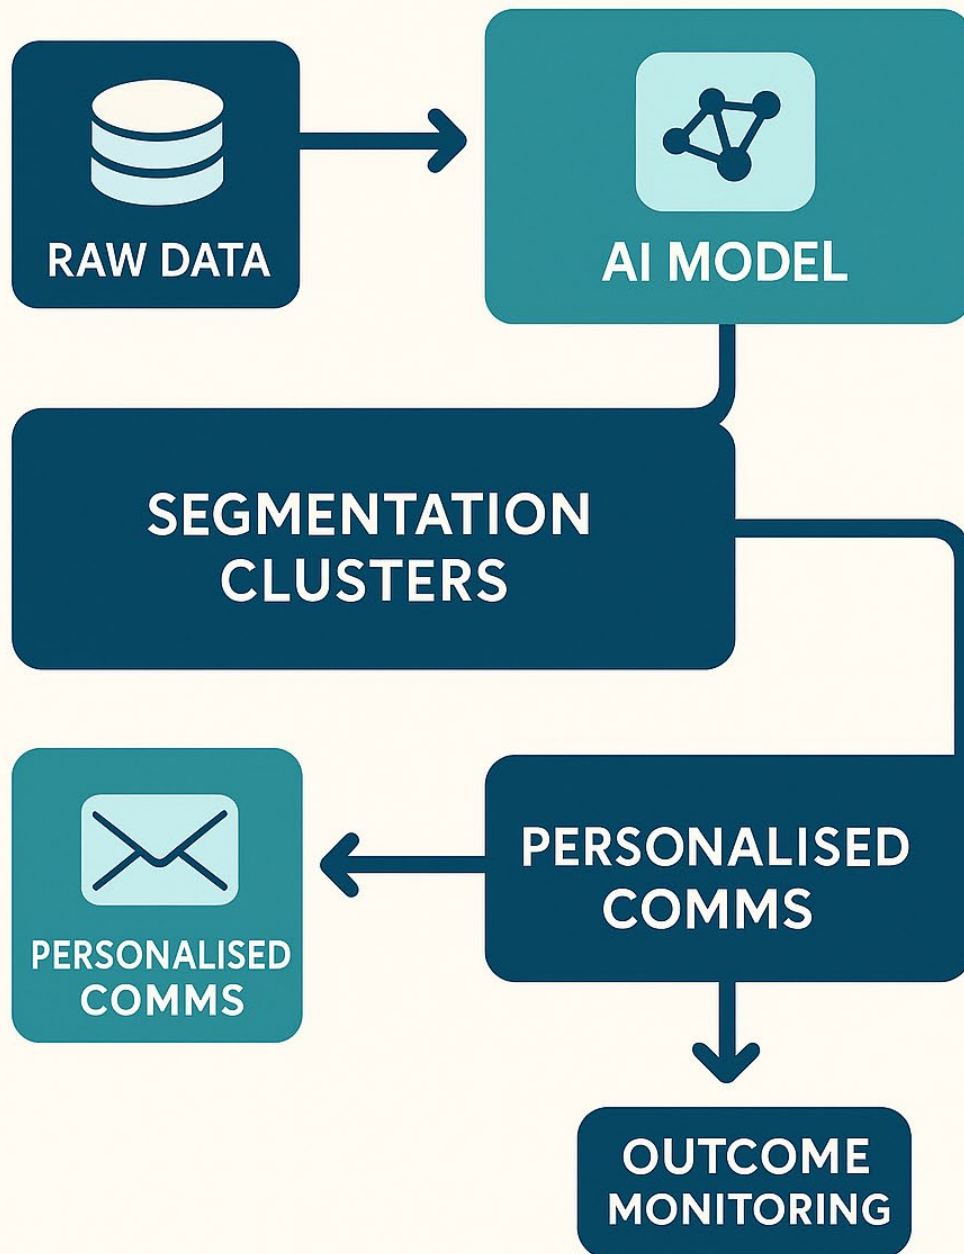 RAW DATA
AI MODEL
SEGMENTATION
CLUSTERS
PERSONALISED
COMMS
PERSONALISED
COMMS
OUTCOME
MONITORING